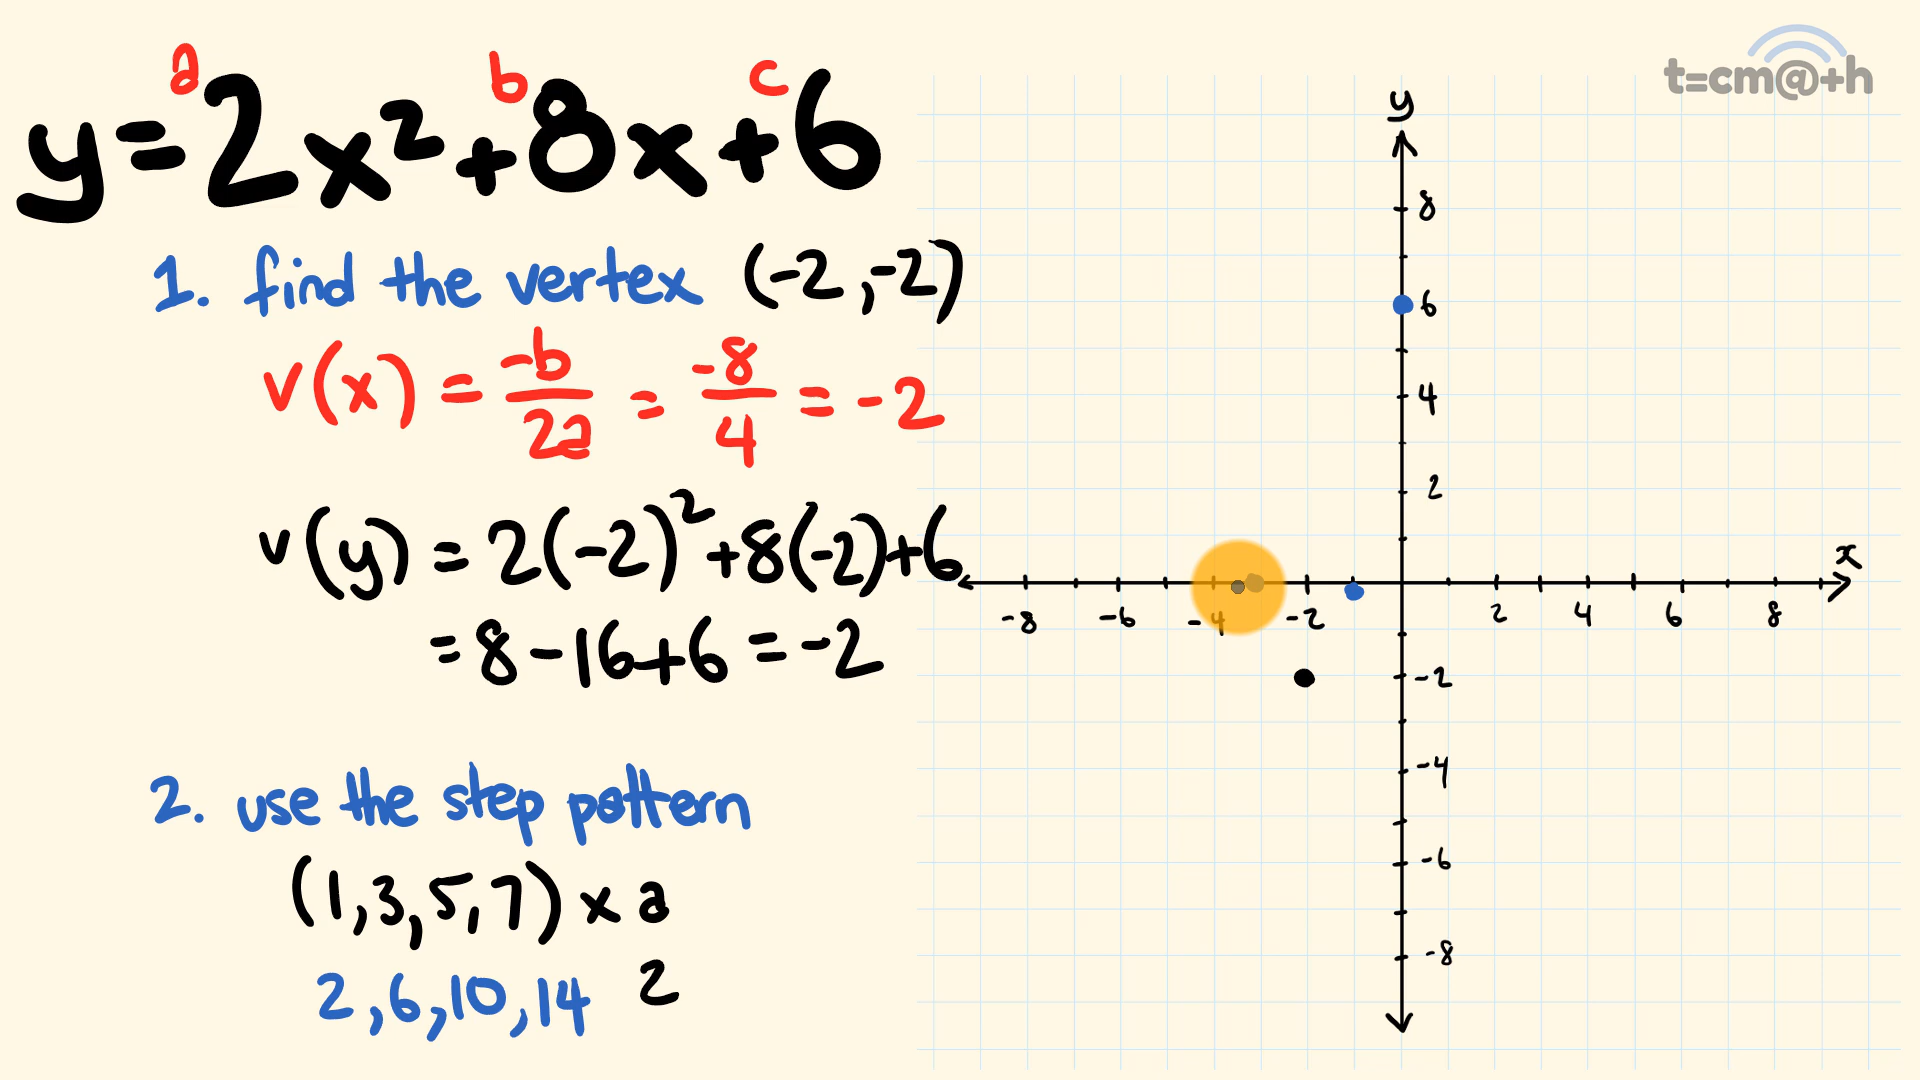 t=cm@+h
a b c
y=2x²+8x+6
1. find the vertex (-2,-2)
v(x) = -b/2a = -8/4 = -2
v(y) = 2(-2)²+8(-2)+6
=8-16+6=-2
2. use the step pattern
(1,3,5,7) x a
2,6,10,14 2
y
8
6
4
2
x
-8 -6 -4 -2 2 4 6 8
-2
-4
-6
-8